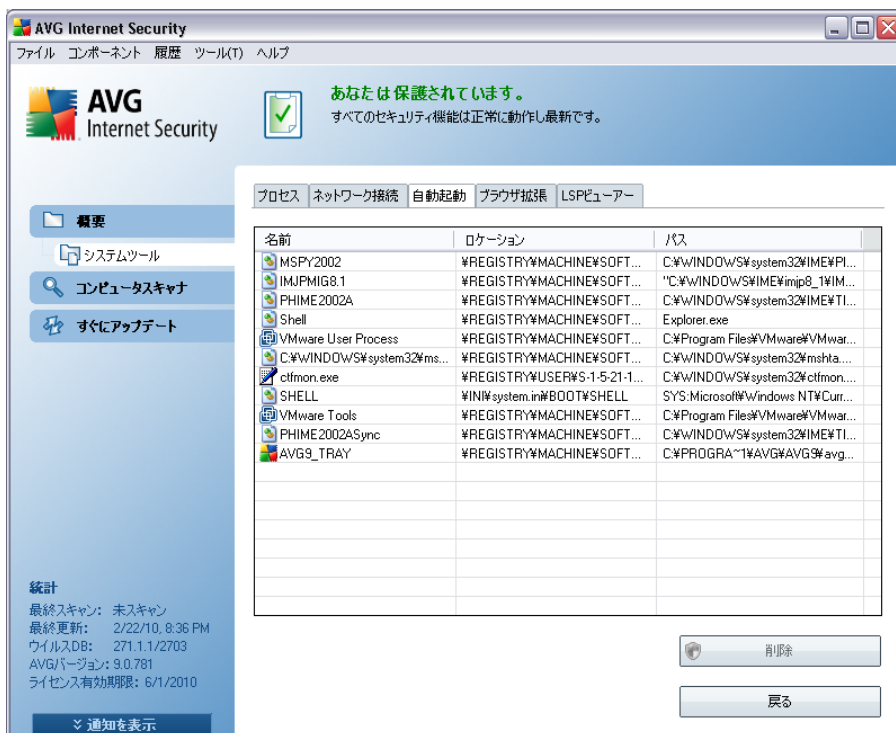 AVG Internet Security
ファイル コンポーネント 履歴 ツール(T) ヘルプ
AVG
Internet Security
あなたは保護されています。
すべてのセキュリティ機能は正常に動作し最新です。
概要
システムツール
コンピュータスキャナ
すぐにアップデート
プロセス ネットワーク接続 自動起動 ブラウザ拡張 LSPビューアー
名前 ロケーション パス
MSPY2002 ¥REGISTRY¥MACHINE¥SOFT... C:¥WINDOWS¥system32¥IME¥PI...
IMJPMIG8.1 ¥REGISTRY¥MACHINE¥SOFT... "C:¥WINDOWS¥IME¥imjp8_1¥IM...
PHIME2002A ¥REGISTRY¥MACHINE¥SOFT... C:¥WINDOWS¥system32¥IME¥TI...
Shell ¥REGISTRY¥MACHINE¥SOFT... Explorer.exe
VMware User Process ¥REGISTRY¥MACHINE¥SOFT... C:¥Program Files¥VMware¥VMwar...
C:¥WINDOWS¥system32¥ms... ¥REGISTRY¥MACHINE¥SOFT... C:¥WINDOWS¥system32¥mshta....
ctfmon.exe ¥REGISTRY¥USER¥S-1-5-21-1... C:¥WINDOWS¥system32¥ctfmon....
SHELL ¥INI¥system.ini¥BOOT¥SHELL SYS:Microsoft¥Windows NT¥Curr...
VMware Tools ¥REGISTRY¥MACHINE¥SOFT... C:¥Program Files¥VMware¥VMwar...
PHIME2002ASync ¥REGISTRY¥MACHINE¥SOFT... C:¥WINDOWS¥system32¥IME¥TI...
AVG9_TRAY ¥REGISTRY¥MACHINE¥SOFT... C:¥PROGRA~1¥AVG¥AVG9¥avg...
統計
最終スキャン: 未スキャン
最終更新: 2/22/10, 8:36 PM
ウイルスDB: 271.1.1/2703
AVGバージョン: 9.0.781
ライセンス有効期限: 6/1/2010
通知を表示
削除
戻る